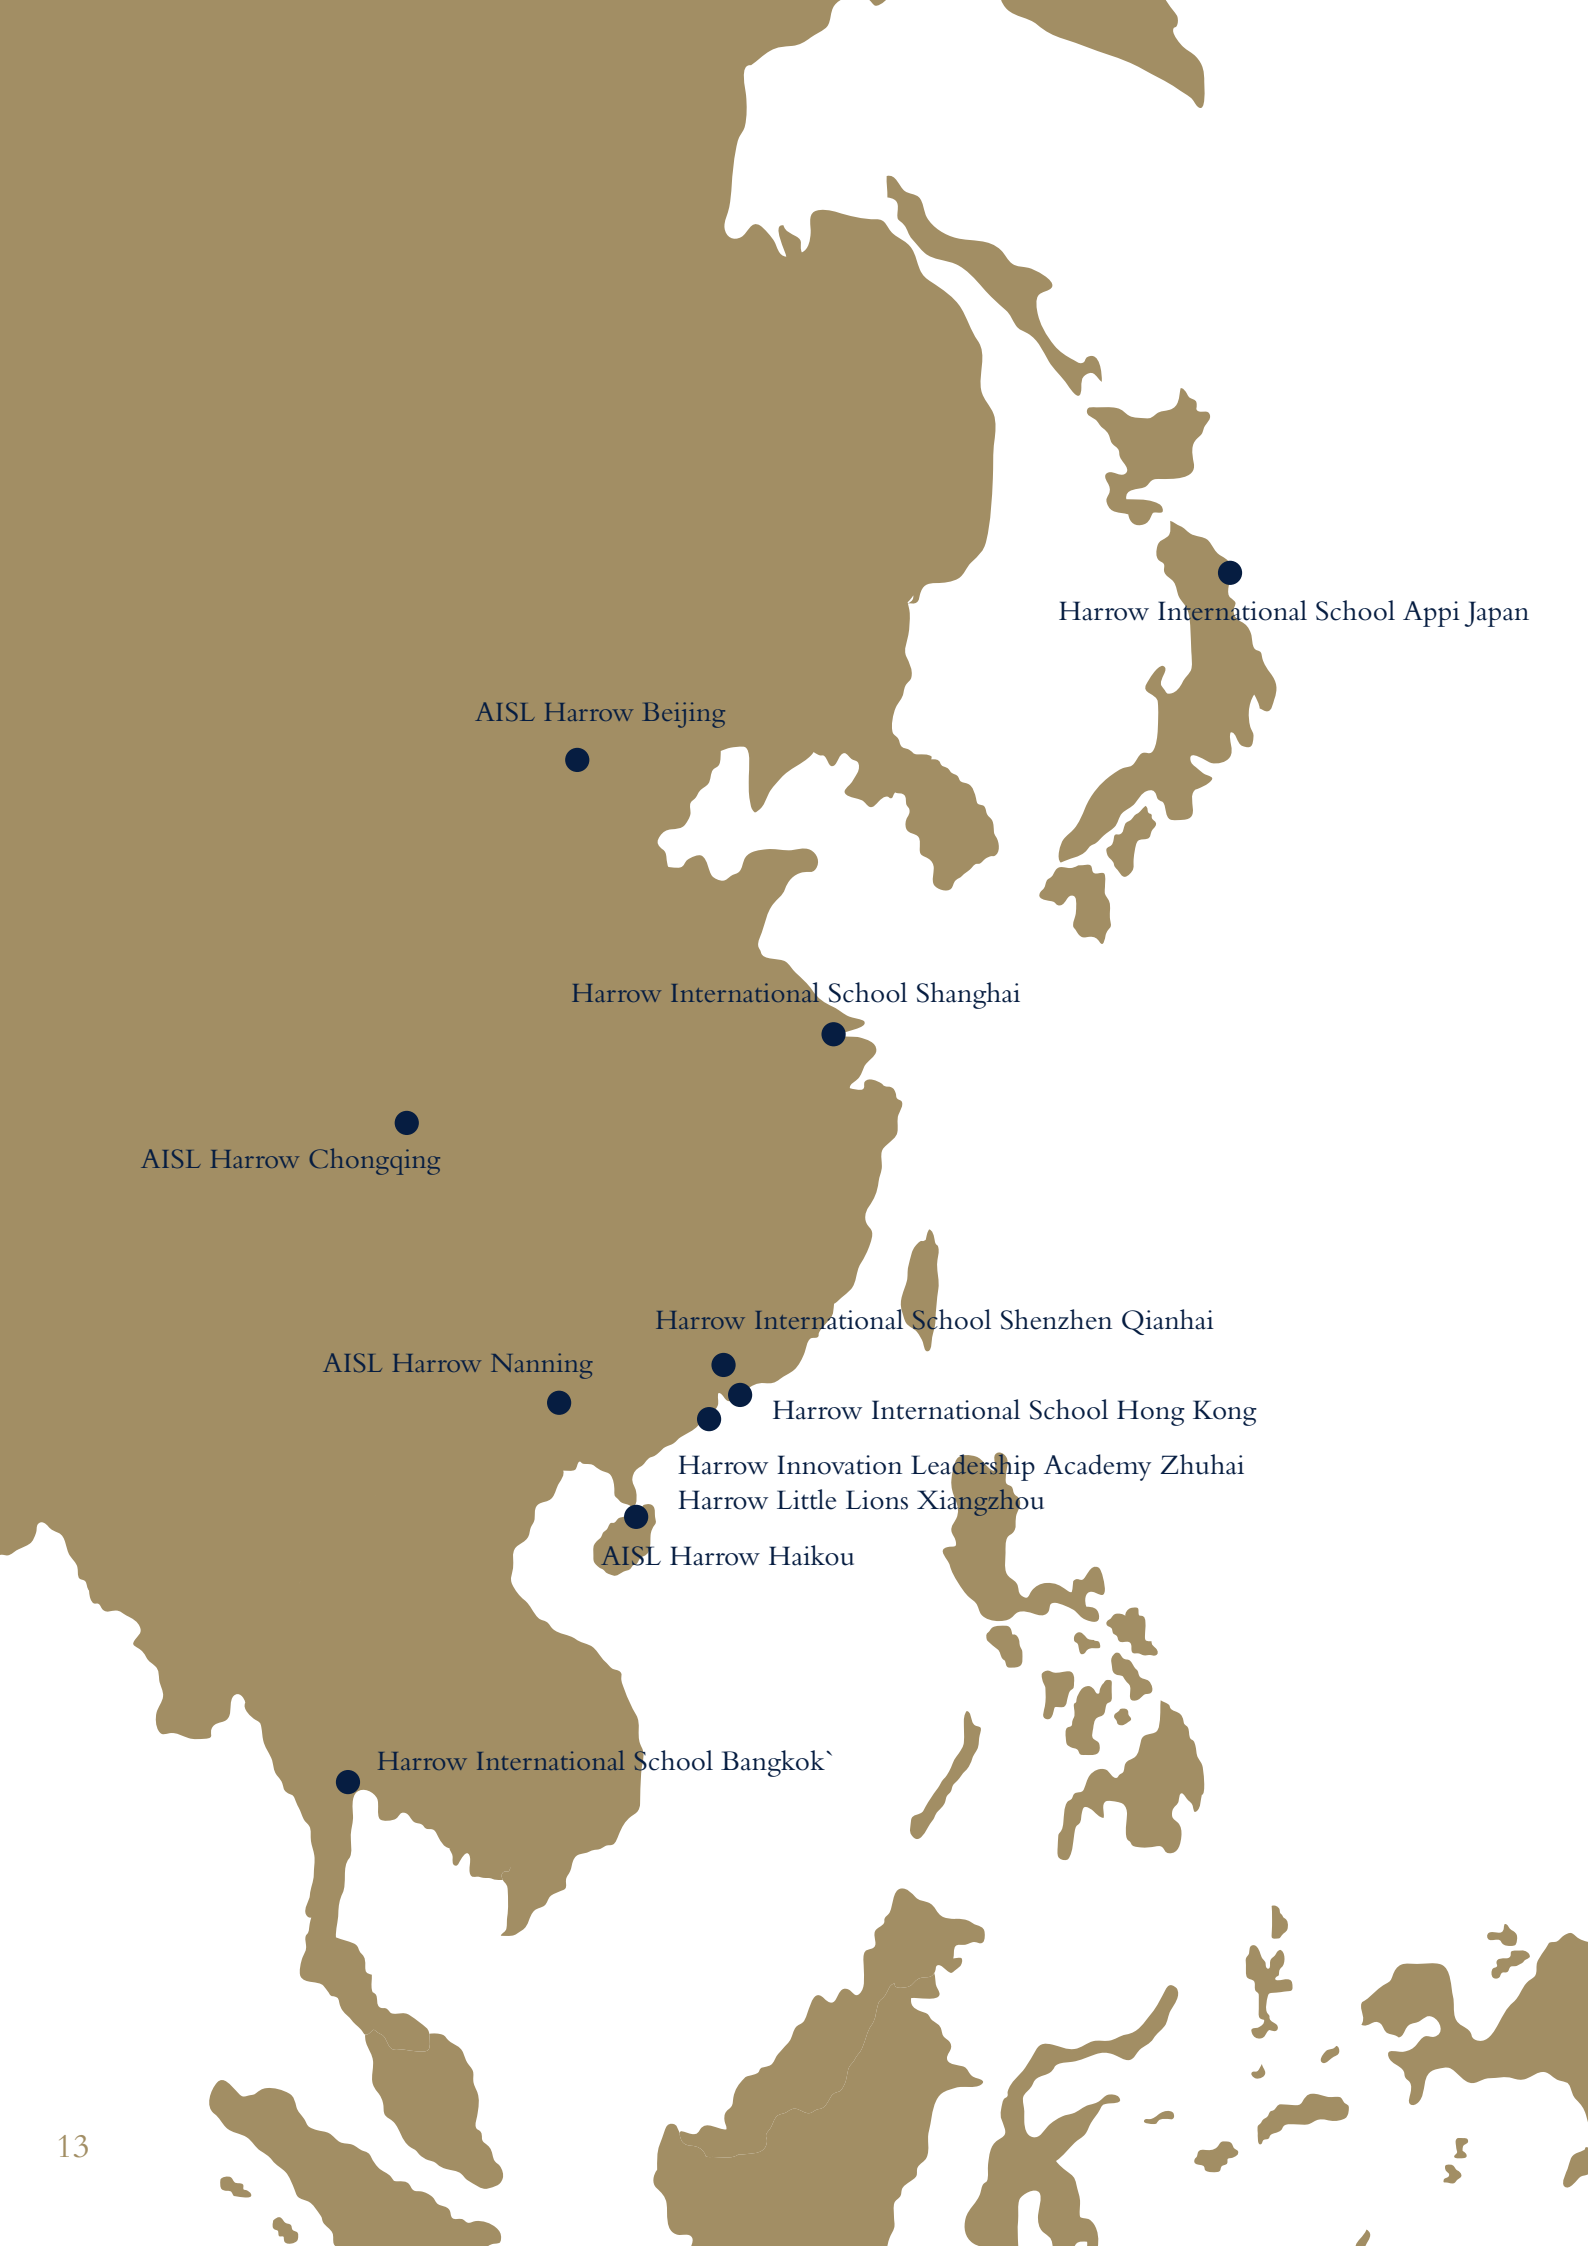 Harrow International School Appi Japan
AISL Harrow Beijing
Harrow International School Shanghai
AISL Harrow Chongqing
Harrow International School Shenzhen Qianhai
AISL Harrow Nanning
Harrow International School Hong Kong
Harrow Innovation Leadership Academy Zhuhai
Harrow Little Lions Xiangzhou
AISL Harrow Haikou
Harrow International School Bangkok`
13